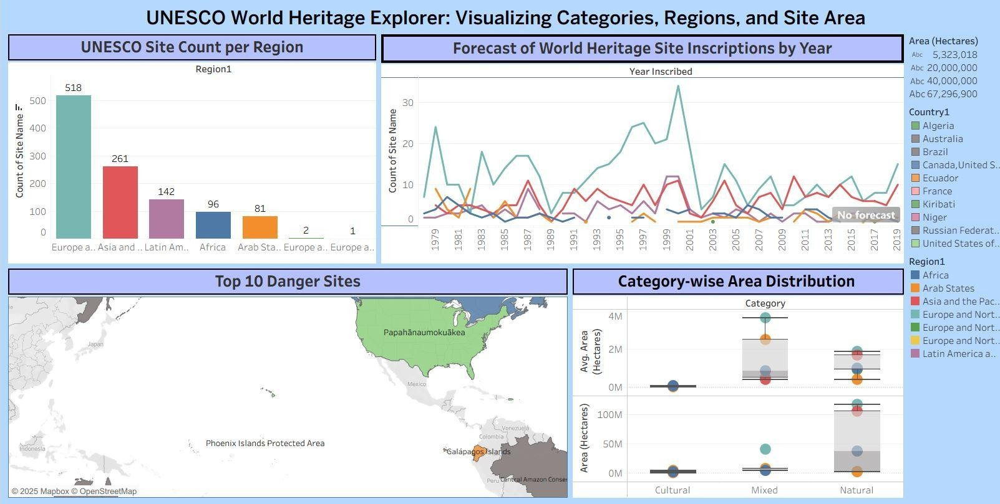 UNESCO World Heritage Explorer: Visualizing Categories, Regions, and Site Area
UNESCO Site Count per Region
Region1
Count of Site Name
500
400
300
200
100
0
518
261
142
96
81
2
1
Europe a..
Asia and ..
Latin Am..
Africa
Arab Sta..
Europe a..
Europe a..
Forecast of World Heritage Site Inscriptions by Year
Year Inscribed
Count of Site Name
30
20
10
0
No forecast
1979
1981
1983
1985
1987
1989
1991
1993
1995
1997
1999
2001
2003
2005
2007
2009
2011
2013
2015
2017
2019
Area (Hectares)
Abc 5,323,018
Abc 20,000,000
Abc 40,000,000
Abc 67,296,900
Country1
Algeria
Australia
Brazil
Canada,United S..
Ecuador
France
Kiribati
Niger
Russian Federat..
United States of..
Region1
Africa
Arab States
Asia and the Pac..
Europe and Nort..
Europe and Nort..
Europe and Nort..
Latin America a..
Top 10 Danger Sites
Japan
Papahānaumokuākea
Mexico
Venezuela
Colombia
Indonesia
Phoenix Islands Protected Area
Galápagos Islands
Peru
Central Amazon Conser
© 2025 Mapbox © OpenStreetMap
Category-wise Area Distribution
Category
Avg. Area
(Hectares)
4M
2M
0M
Area (Hectares)
100M
50M
0M
Cultural
Mixed
Natural